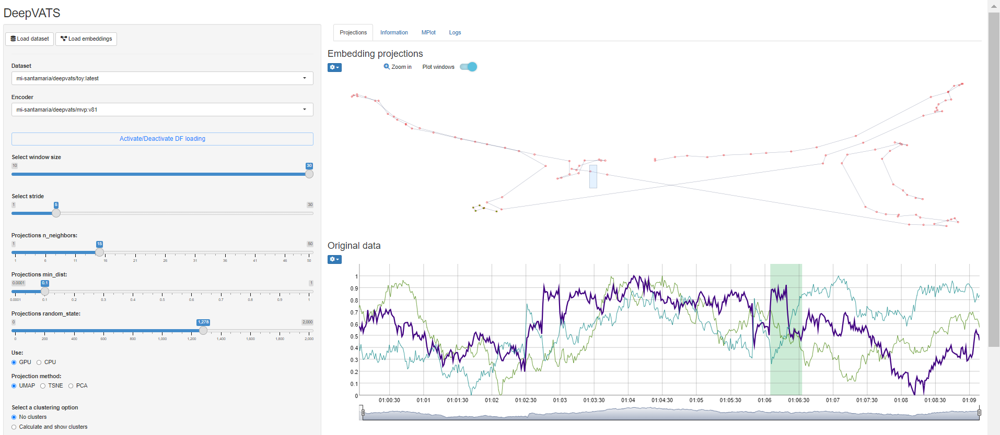 DeepVATS
Load dataset
Load embeddings
Dataset
mi-santamaria/deepvats/toy:latest
Encoder
mi-santamaria/deepvats/mvp:v81
Activate/Deactivate DF loading
Select window size
10 30
Select stride
1 5 30
Projections n_neighbors:
1 15 50
1 6 11 16 21 26 31 36 41 46 50
Projections min_dist:
0.0001 0.1 1
0.0001 0.1 0.2 0.3 0.4 0.5 0.6 0.7 0.8 0.9 1
Projections random_state:
0 1,278 2,000
0 200 400 600 800 1,000 1,200 1,400 1,600 1,800 2,000
Use:
GPU CPU
Projection method:
UMAP TSNE PCA
Select a clustering option
No clusters
Calculate and show clusters
Projections Information MPlot Logs
Embedding projections
Zoom in Plot windows
Original data
1
0.9
0.8
0.7
0.6
0.5
0.4
0.3
0.2
0.1
0
01:00:30 01:01 01:01:30 01:02 01:02:30 01:03 01:03:30 01:04 01:04:30 01:05 01:05:30 01:06 01:06:30 01:07 01:07:30 01:08 01:08:30 01:09